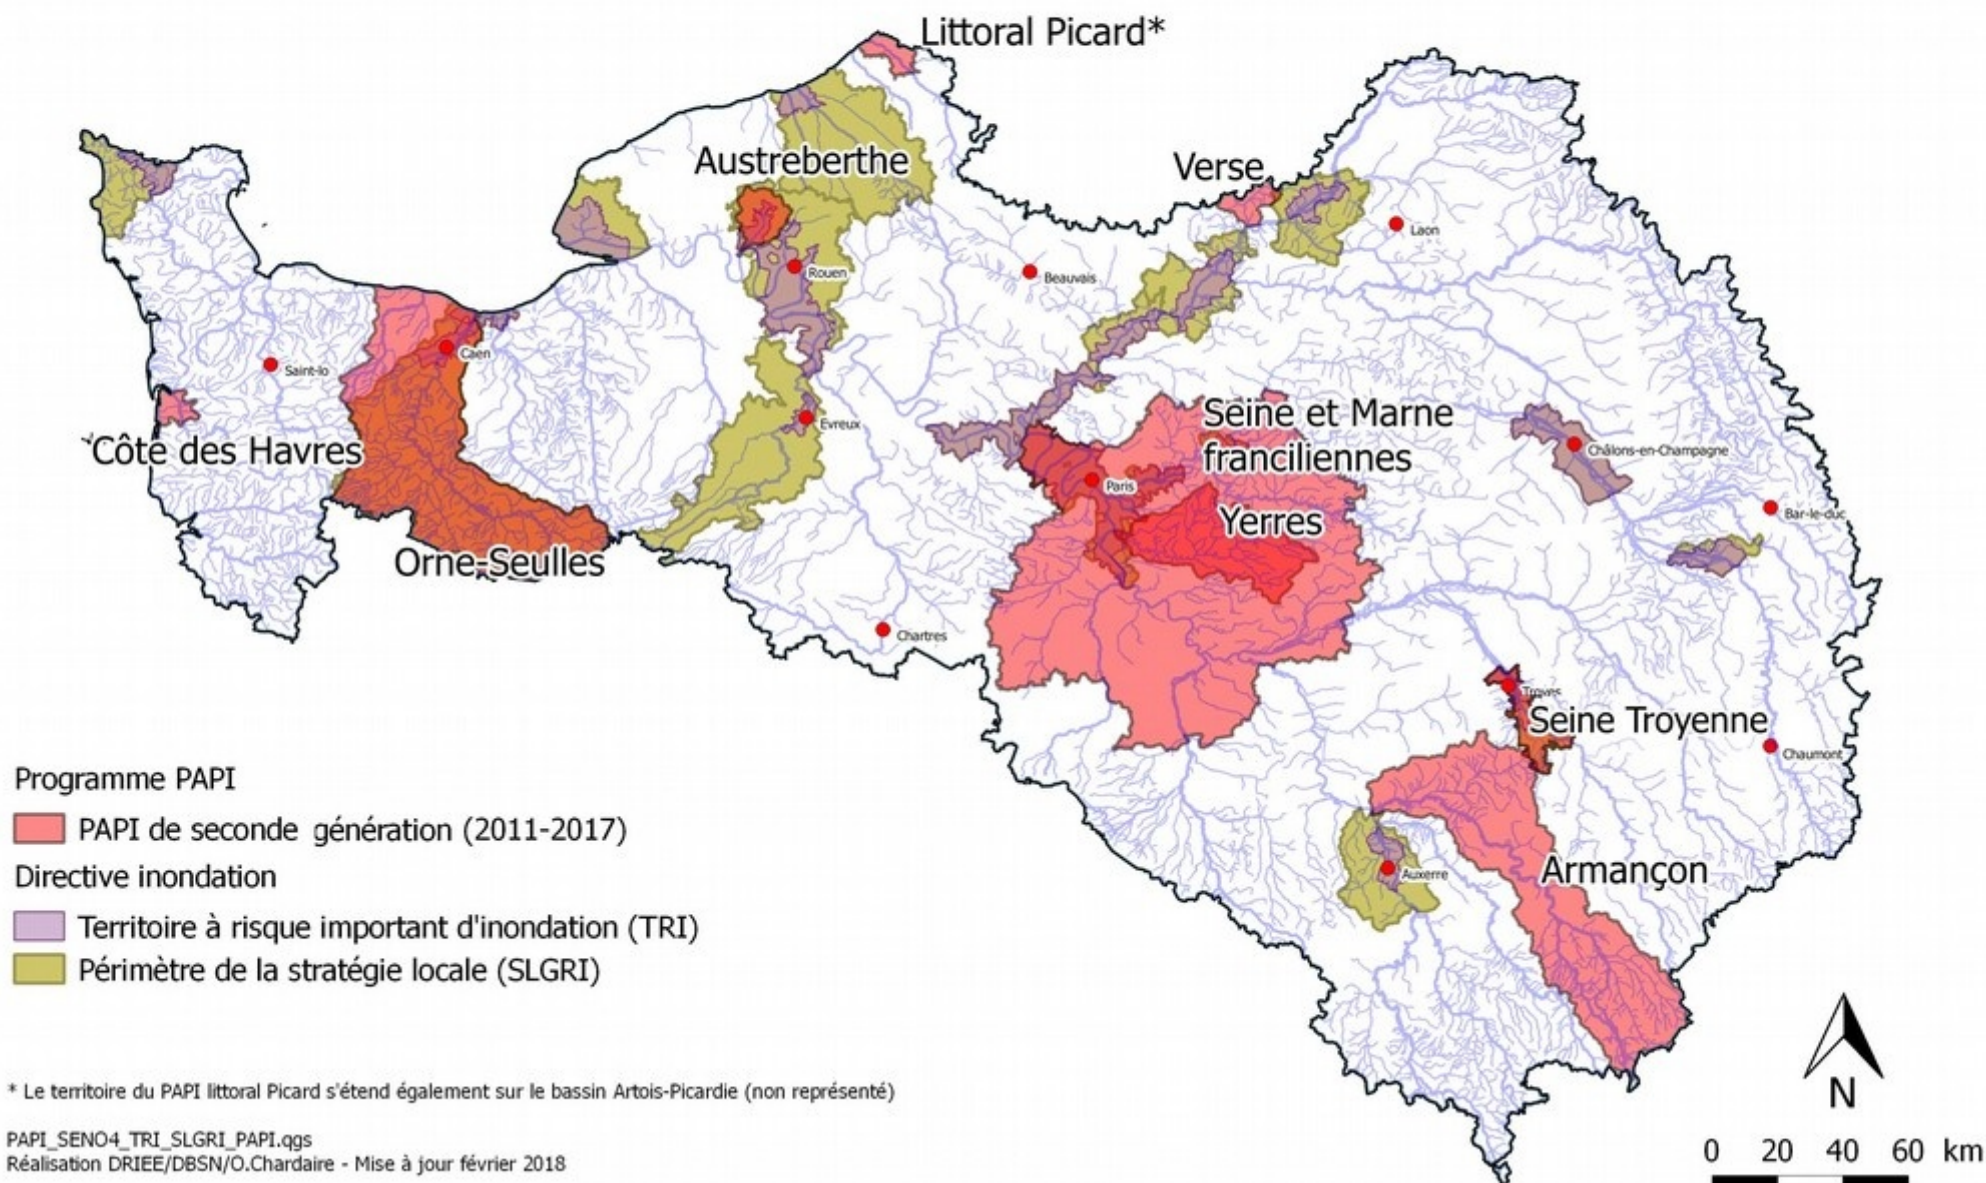 Littoral Picard*
Austreberthe
Verse
Laon
Rouen
Beauvais
Caen
Saint-lo
Côte des Havres
Evreux
Seine et Marne
franciliennes
Châlons-en-Champagne
Paris
Yerres
Bar-le-duc
Orne-Seulles
Chartres
Troyes
Seine Troyenne
Chaumont
Armançon
Auxerre
Programme PAPI
PAPI de seconde génération (2011-2017)
Directive inondation
Territoire à risque important d'inondation (TRI)
Périmètre de la stratégie locale (SLGRI)
* Le territoire du PAPI littoral Picard s'étend également sur le bassin Artois-Picardie (non représenté)
PAPI_SENO4_TRI_SLGRI_PAPI.qgs
Réalisation DRIEE/DBSN/O.Chardaire - Mise à jour février 2018
N
0 20 40 60 km